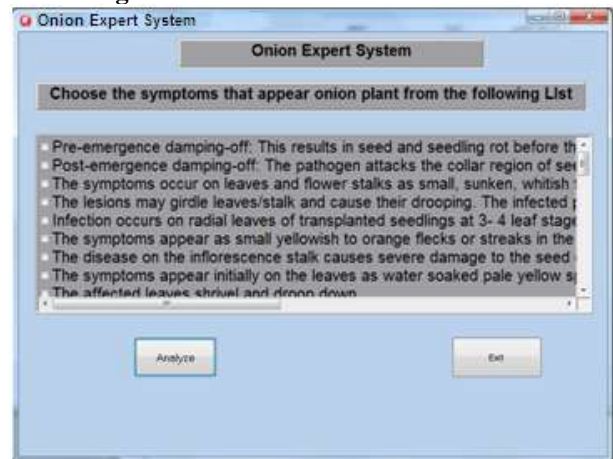 Onion Expert System
Onion Expert System
Choose the symptoms that appear onion plant from the following LIst
Pre-emergence damping-off: This results in seed and seedling rot before th
Post-emergence damping-off: The pathogen attacks the collar region of see
The symptoms occur on leaves and flower stalks as small, sunken, whitish
The lesions may girdle leaves/stalk and cause their drooping. The infected p
Infection occurs on radial leaves of transplanted seedlings at 3- 4 leaf stage
The symptoms appear as small yellowish to orange flecks or streaks in the
The disease on the inflorescence stalk causes severe damage to the seed
The symptoms appear initially on the leaves as water soaked pale yellow sp
The affected leaves shrivel and droop down
Analyze
Exit